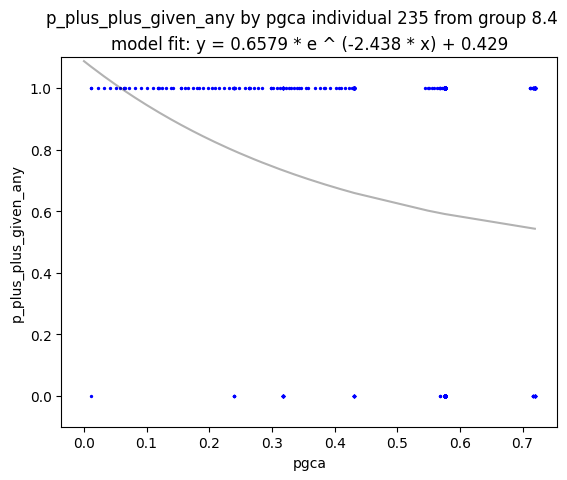 p_plus_plus_given_any by pgca individual 235 from group 8.4
model fit: y = 0.6579 * e ^ (-2.438 * x) + 0.429
1.0
0.8
0.6
0.4
0.2
0.0
p_plus_plus_given_any
0.0 0.1 0.2 0.3 0.4 0.5 0.6 0.7
pgca